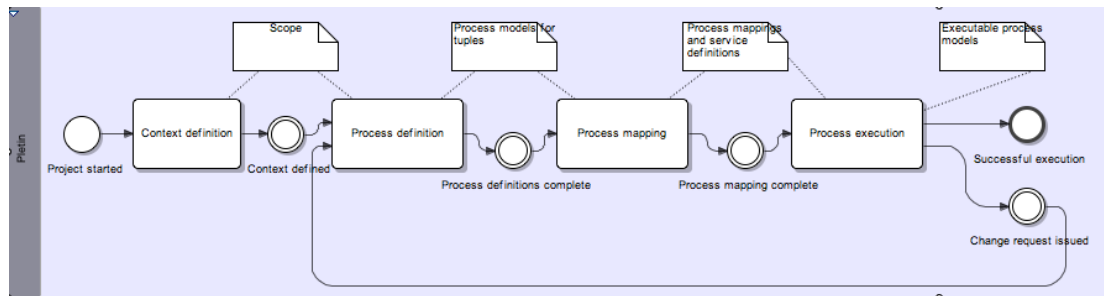 Scope
Process models for
tuples
Process mappings
and service
definitions
Executable process
models
Pletin
Context definition
Process definition
Process mapping
Process execution
Project started
Context defined
Process definitions complete
Process mapping complete
Successful execution
Change request issued